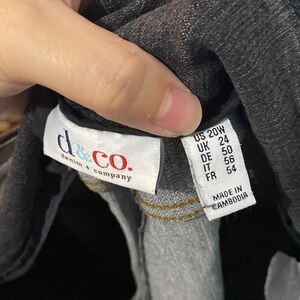 d&co.
denim + company
US 20W
UK 24
DE 50
IT 56
FR 54
MADE IN
CAMBODIA